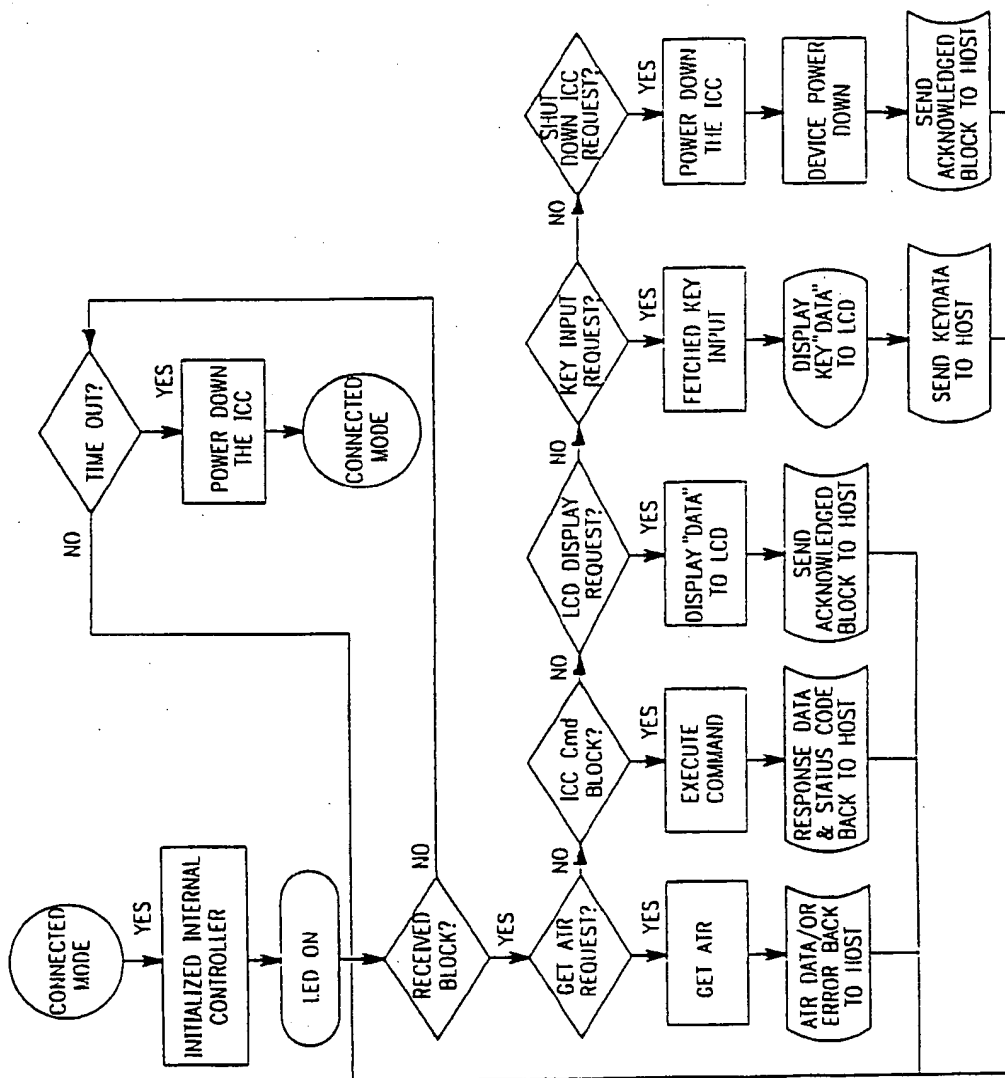 CONNECTED
MODE
YES
INITIALIZED INTERNAL
CONTROLLER
LED ON
RECEIVED
BLOCK?
NO
YES
TIME OUT?
NO
YES
POWER DOWN
THE ICC
CONNECTED
MODE
GET ATR
REQUEST?
NO
YES
GET ATR
ATR DATA/OR
ERROR BACK
TO HOST
ICC Cmd
BLOCK?
NO
YES
EXECUTE
COMMAND
RESPONSE DATA
& STATUS CODE
BACK TO HOST
LCD DISPLAY
REQUEST?
NO
YES
DISPLAY "DATA"
TO LCD
SEND
ACKNOWLEDGED
BLOCK TO HOST
KEY INPUT
REQUEST?
NO
YES
FETCHED KEY
INPUT
DISPLAY
KEY"DATA"
TO LCD
SEND KEYDATA
TO HOST
SHUT
DOWN ICC
REQUEST?
YES
POWER DOWN
THE ICC
DEVICE POWER
DOWN
SEND
ACKNOWLEDGED
BLOCK TO HOST